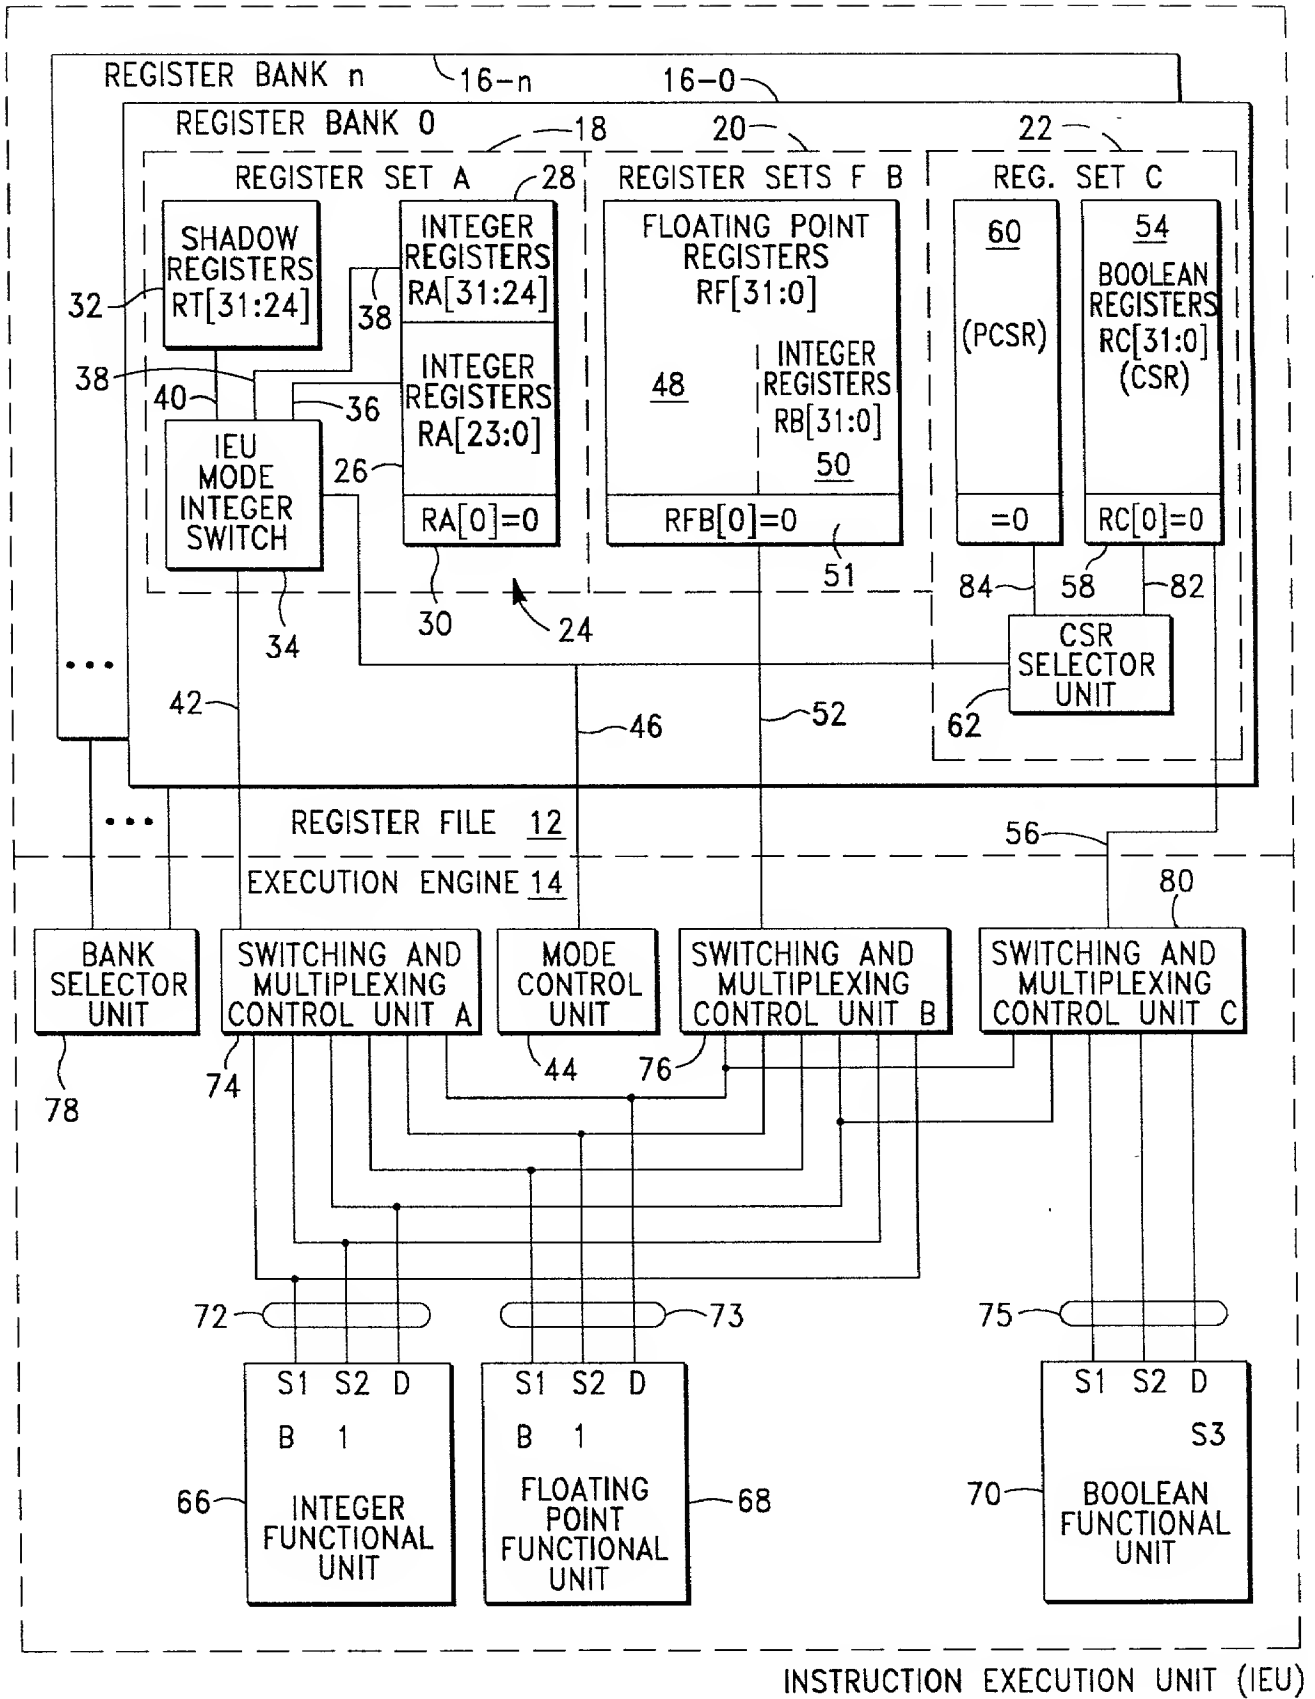 REGISTER BANK n
16-n
16-0
REGISTER BANK 0
18
20
22
REGISTER SET A
28
REGISTER SETS F B
REG. SET C
SHADOW
REGISTERS
RT[31:24]
32
INTEGER
REGISTERS
RA[31:24]
38
38
40
36
INTEGER
REGISTERS
RA[23:0]
26
RA[0]=0
30
IEU
MODE
INTEGER
SWITCH
34
24
FLOATING POINT
REGISTERS
RF[31:0]
48
INTEGER
REGISTERS
RB[31:0]
50
RFB[0]=0
51
60
(PCSR)
=0
54
BOOLEAN
REGISTERS
RC[31:0]
(CSR)
RC[0]=0
84
58
82
CSR
SELECTOR
UNIT
62
...
42
46
52
...
REGISTER FILE 12
56
EXECUTION ENGINE 14
80
BANK
SELECTOR
UNIT
78
SWITCHING AND
MULTIPLEXING
CONTROL UNIT A
74
MODE
CONTROL
UNIT
44
SWITCHING AND
MULTIPLEXING
CONTROL UNIT B
76
SWITCHING AND
MULTIPLEXING
CONTROL UNIT C
72
73
75
S1 S2 D
B 1
66
INTEGER
FUNCTIONAL
UNIT
S1 S2 D
B 1
FLOATING
POINT
FUNCTIONAL
UNIT
68
S1 S2 D
S3
70
BOOLEAN
FUNCTIONAL
UNIT
INSTRUCTION EXECUTION UNIT (IEU)